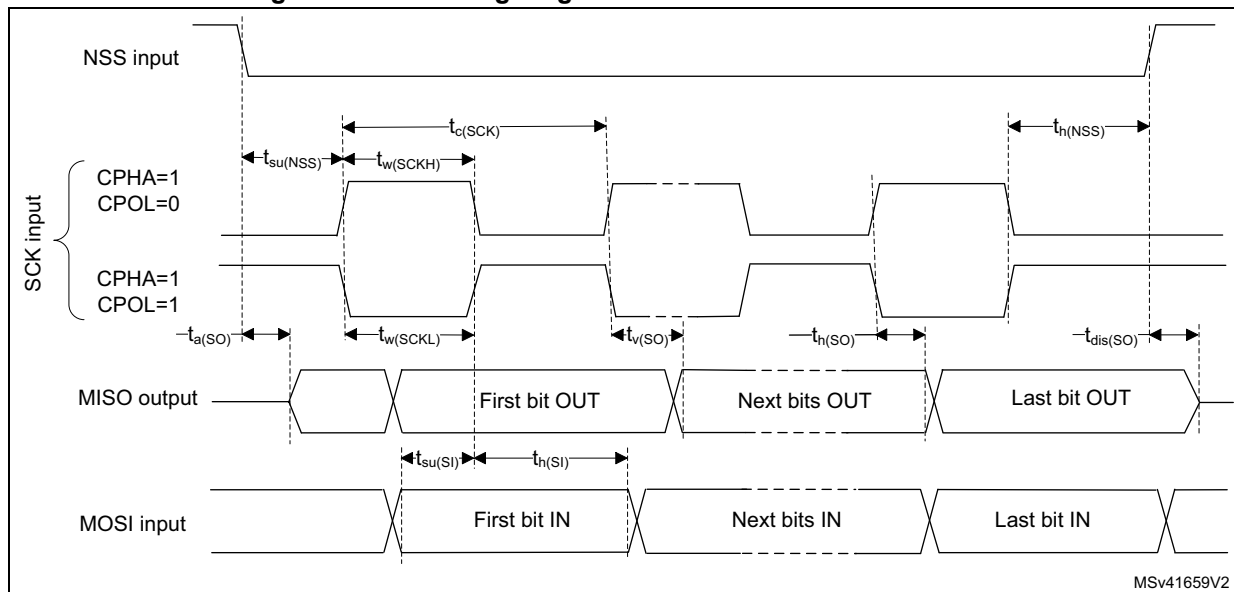 NSS input
tc(SCK)
th(NSS)
tsu(NSS)
tw(SCKH)
CPHA=1
CPOL=0
SCK input
CPHA=1
CPOL=1
ta(SO)
tw(SCKL)
tv(SO)
th(SO)
tdis(SO)
MISO output
First bit OUT
Next bits OUT
Last bit OUT
tsu(SI)
th(SI)
MOSI input
First bit IN
Next bits IN
Last bit IN
MSv41659V2